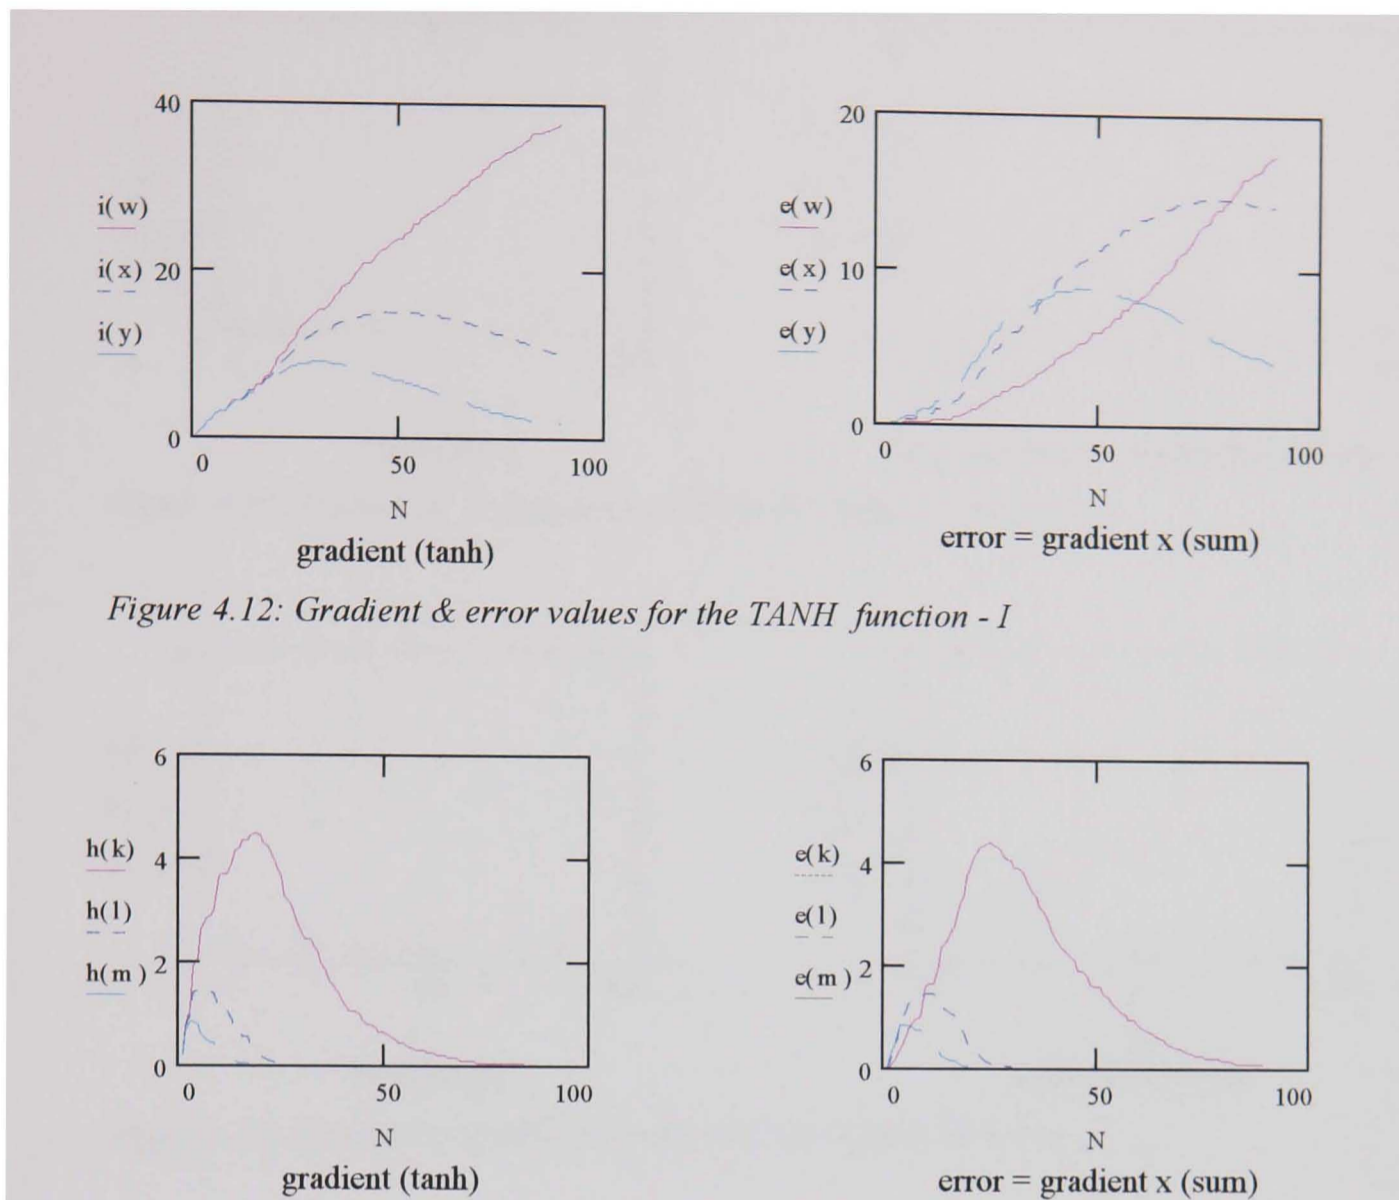 40
i(w)
i(x) 20
i(y)
0
0 50 100
N
gradient (tanh)
20
e(w)
e(x) 10
e(y)
0
0 50 100
N
error = gradient x (sum)
Figure 4.12: Gradient & error values for the TANH function - I
6
h(k) 4
h(l)
h(m) 2
0
0 50 100
N
gradient (tanh)
6
e(k) 4
e(l)
e(m) 2
0
0 50 100
N
error = gradient x (sum)